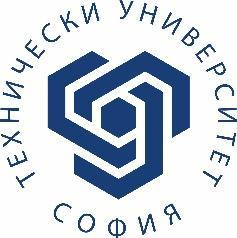 ТЕХНИЧЕСКИ УНИВЕРСИТЕТ
СОФИЯ